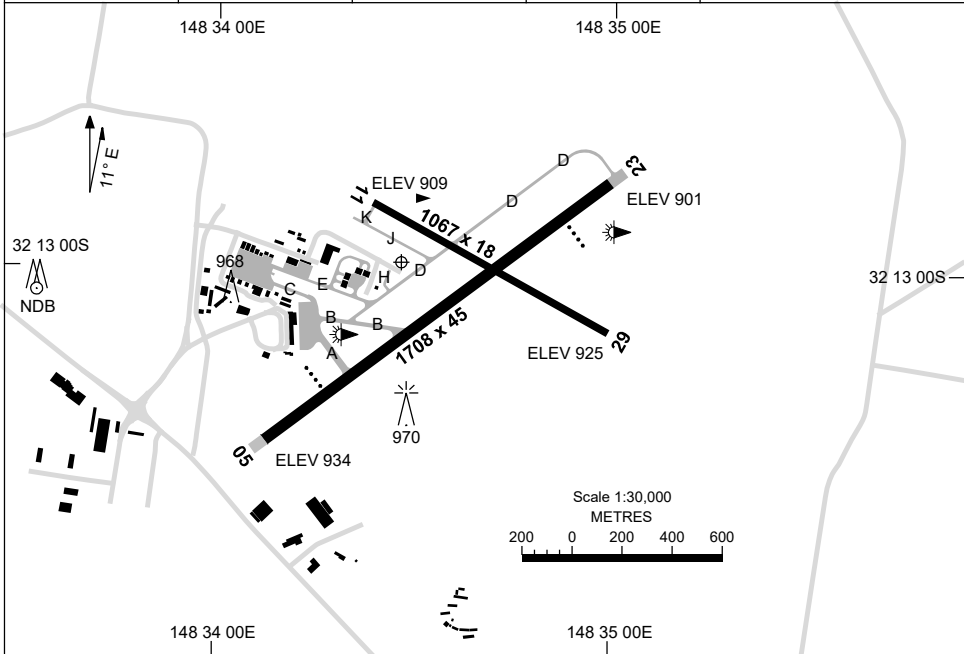 148 34 00E
148 35 00E
11° E
23
D
11
ELEV 909
D
ELEV 901
K
1067 x 18
J
32 13 00S
968
D
32 13 00S
E
H
C
NDB
B
B
1708 x 45
29
A
ELEV 925
970
05
ELEV 934
Scale 1:30,000
METRES
200 0 200 400 600
148 34 00E
148 35 00E